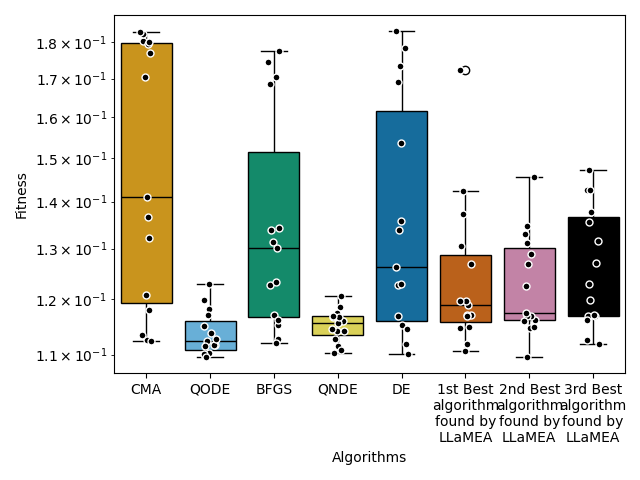 1.8 × 10⁻¹
1.7 × 10⁻¹
1.6 × 10⁻¹
1.5 × 10⁻¹
1.4 × 10⁻¹
1.3 × 10⁻¹
1.2 × 10⁻¹
1.1 × 10⁻¹
Fitness
CMA QODE BFGS QNDE DE
1st Best
algorithm
found by
LLaMEA
2nd Best
algorithm
found by
LLaMEA
3rd Best
algorithm
found by
LLaMEA
Algorithms